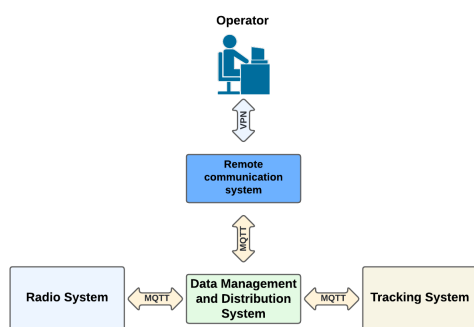 Operator
VPN
Remote
communication
system
MQTT
Radio System
MQTT
Data Management
and Distribution
System
MQTT
Tracking System